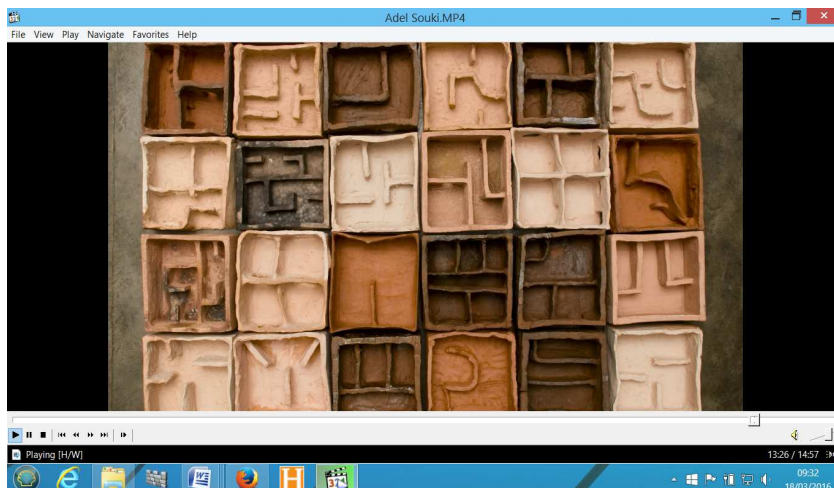 Adel Souki.MP4
File View Play Navigate Favorites Help
Playing [H/W]
13:26 / 14:57
09:32
18/03/2016